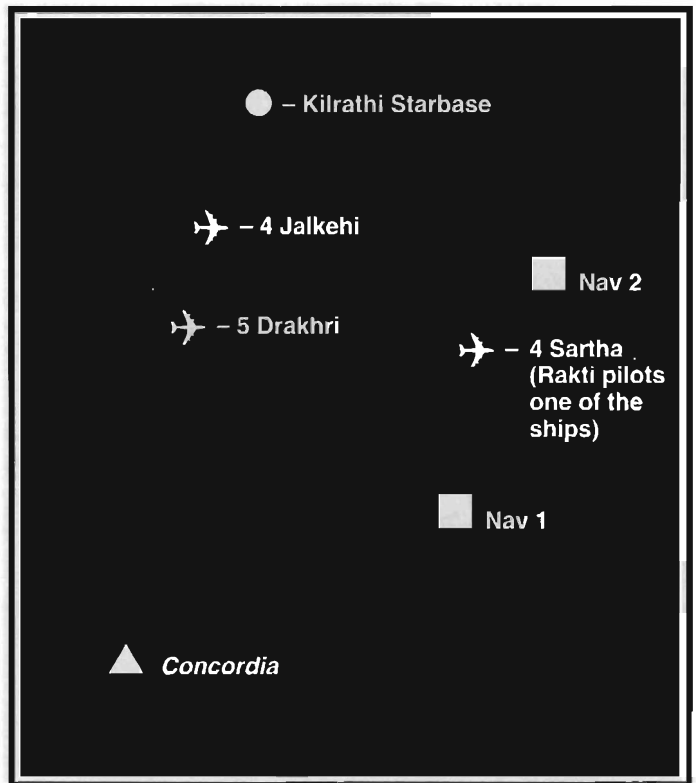 – Kilrathi Starbase
– 4 Jalkehi
Nav 2
– 5 Drakhri
– 4 Sartha
(Rakti pilots
one of the
ships)
Nav 1
Concordia